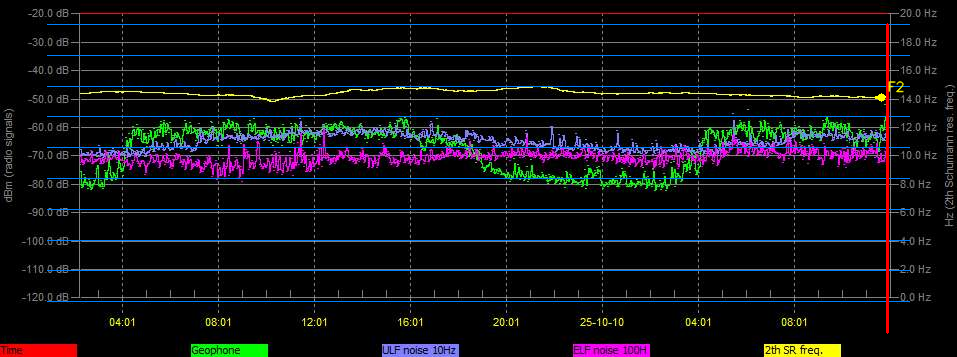 -20.0 dB 20.0 Hz
-30.0 dB 18.0 Hz
-40.0 dB 16.0 Hz
F2
-50.0 dB 14.0 Hz
-60.0 dB 12.0 Hz
-70.0 dB 10.0 Hz
-80.0 dB 8.0 Hz
-90.0 dB 6.0 Hz
-100.0 dB 4.0 Hz
-110.0 dB 2.0 Hz
-120.0 dB 0.0 Hz
dBm (radio signals)
Hz (2th Schumann res. freq.)
04:01 08:01 12:01 16:01 20:01 25-10-10 04:01 08:01
Time Geophone ULF noise 10Hz ELF noise 100H 2th SR freq.